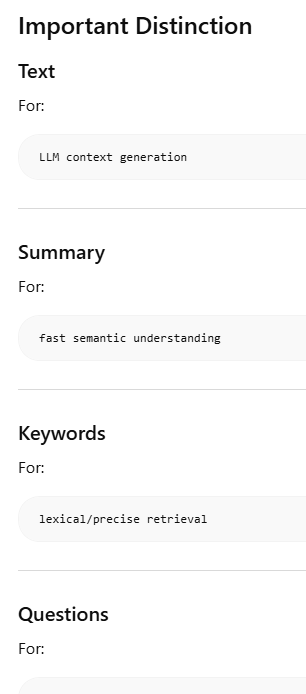 Important Distinction
Text
For:
LLM context generation
Summary
For:
fast semantic understanding
Keywords
For:
lexical/precise retrieval
Questions
For: